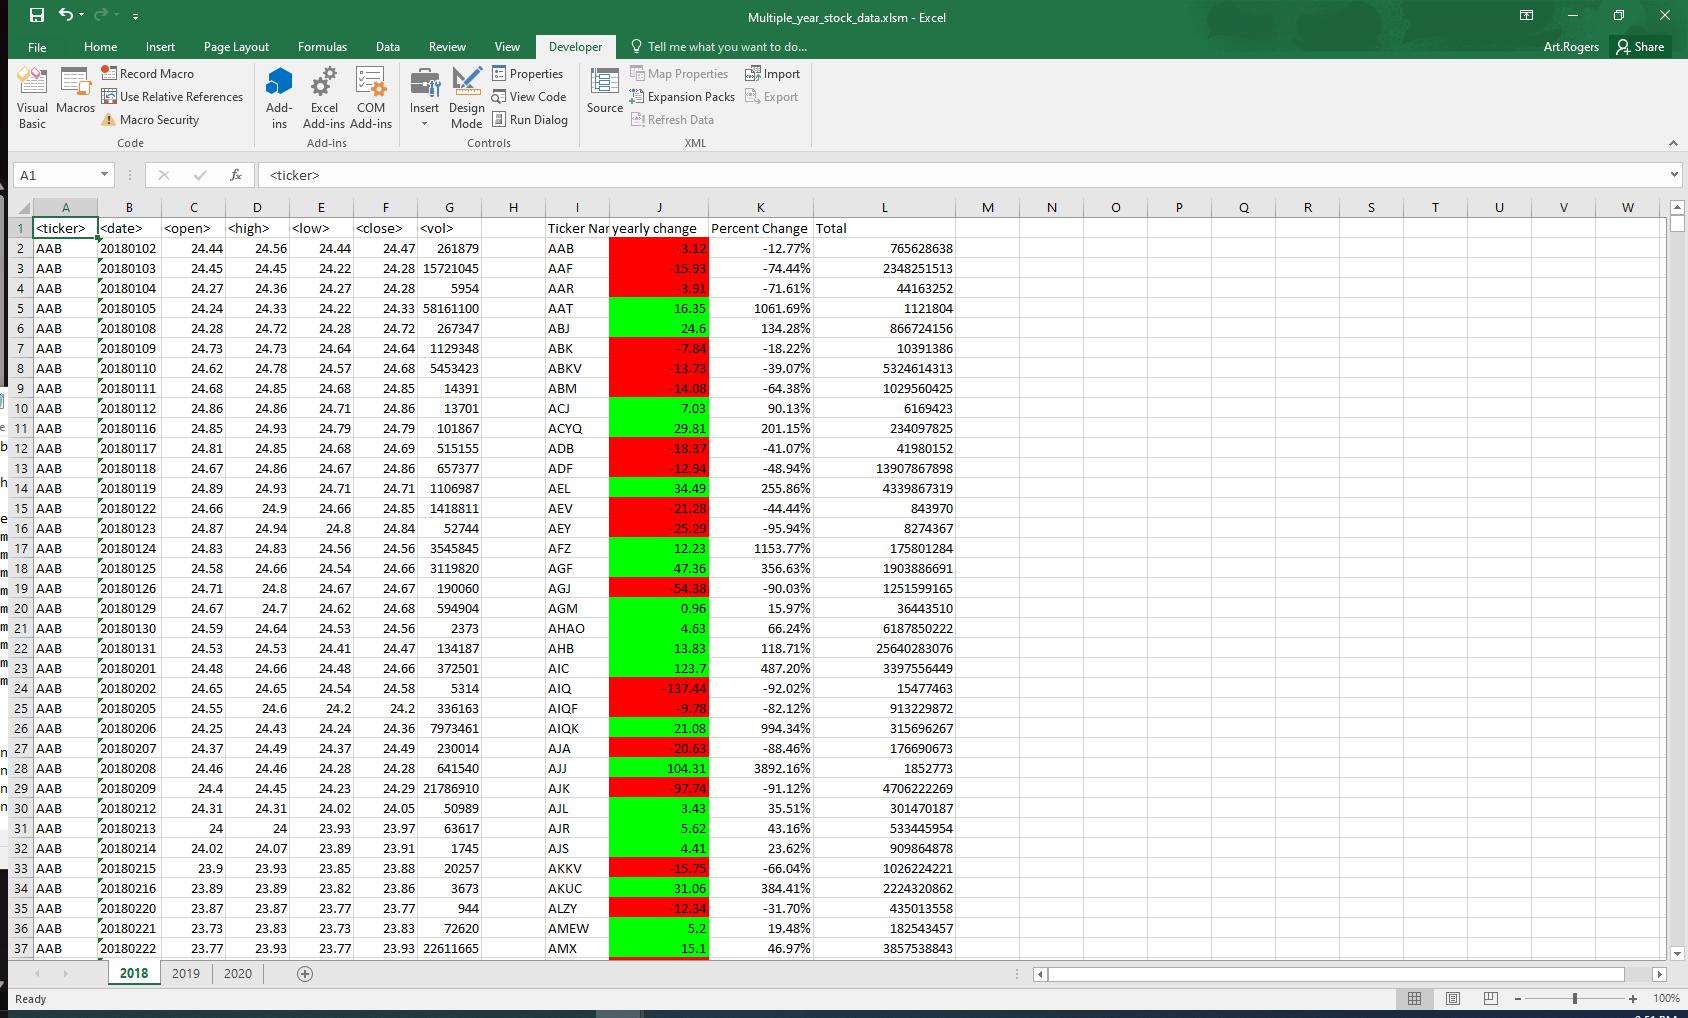 Multiple_year_stock_data.xlsm - Excel
File Home Insert Page Layout Formulas Data Review View Developer Tell me what you want to do... Art.Rogers Share
Visual Basic Macros Record Macro Use Relative References Macro Security
Code
Add-ins Excel Add-ins COM Add-ins
Add-ins
Insert Design Mode Properties View Code Run Dialog
Controls
Source Map Properties Expansion Packs Refresh Data Import Export
XML
A1 fx <ticker>
A B C D E F G H I J K L M N O P Q R S T U V W
1 <ticker> <date> <open> <high> <low> <close> <vol> Ticker Nar yearly change Percent Change Total
2 AAB 20180102 24.44 24.56 24.44 24.47 261879 AAB -3.12 -12.77% 765628638
3 AAB 20180103 24.45 24.45 24.22 24.28 15721045 AAF -15.93 -74.44% 2348251513
4 AAB 20180104 24.27 24.36 24.27 24.28 5954 AAR -3.91 -71.61% 44163252
5 AAB 20180105 24.24 24.33 24.22 24.33 58161100 AAT 16.35 1061.69% 1121804
6 AAB 20180108 24.28 24.72 24.28 24.72 267347 ABJ 24.6 134.28% 866724156
7 AAB 20180109 24.73 24.73 24.64 24.64 1129348 ABK -7.84 -18.22% 10391386
8 AAB 20180110 24.62 24.78 24.57 24.68 5453423 ABKV -13.73 -39.07% 5324614313
9 AAB 20180111 24.68 24.85 24.68 24.85 14391 ABM -14.08 -64.38% 1029560425
10 AAB 20180112 24.86 24.86 24.71 24.86 13701 ACJ 7.03 90.13% 6169423
11 AAB 20180116 24.85 24.93 24.79 24.79 101867 ACYQ 29.81 201.15% 234097825
12 AAB 20180117 24.81 24.85 24.68 24.69 515155 ADB -18.37 -41.07% 41980152
13 AAB 20180118 24.67 24.86 24.67 24.86 657377 ADF -12.94 -48.94% 13907867898
14 AAB 20180119 24.89 24.93 24.71 24.71 1106987 AEL 34.49 255.86% 4339867319
15 AAB 20180122 24.66 24.9 24.66 24.85 1418811 AEV -21.28 -44.44% 843970
16 AAB 20180123 24.87 24.94 24.8 24.84 52744 AEY -25.29 -95.94% 8274367
17 AAB 20180124 24.83 24.83 24.56 24.56 3545845 AFZ 12.23 1153.77% 175801284
18 AAB 20180125 24.58 24.66 24.54 24.66 3119820 AGF 47.36 356.63% 1903886691
19 AAB 20180126 24.71 24.8 24.67 24.67 190060 AGJ -54.38 -90.03% 1251599165
20 AAB 20180129 24.67 24.7 24.62 24.68 594904 AGM 0.96 15.97% 36443510
21 AAB 20180130 24.59 24.64 24.53 24.56 2373 AHAO 4.63 66.24% 6187850222
22 AAB 20180131 24.53 24.53 24.41 24.47 134187 AHB 13.83 118.71% 25640283076
23 AAB 20180201 24.48 24.66 24.48 24.66 372501 AIC 123.7 487.20% 3397556449
24 AAB 20180202 24.65 24.65 24.54 24.58 5314 AIQ -137.44 -92.02% 15477463
25 AAB 20180205 24.55 24.6 24.2 24.2 336163 AIQF -9.78 -82.12% 913229872
26 AAB 20180206 24.25 24.43 24.24 24.36 7973461 AIQK 21.08 994.34% 315696267
27 AAB 20180207 24.37 24.49 24.37 24.49 230014 AJA -20.63 -88.46% 176690673
28 AAB 20180208 24.46 24.46 24.28 24.28 641540 AJJ 104.31 3892.16% 1852773
29 AAB 20180209 24.4 24.45 24.23 24.29 21786910 AJK -97.74 -91.12% 4706222269
30 AAB 20180212 24.31 24.31 24.02 24.05 50989 AJL 3.43 35.51% 301470187
31 AAB 20180213 24 24 23.93 23.97 63617 AJR 5.62 43.16% 533445954
32 AAB 20180214 24.02 24.07 23.89 23.91 1745 AJS 4.41 23.62% 909864878
33 AAB 20180215 23.9 23.93 23.85 23.88 20257 AKKV -15.75 -66.04% 1026224221
34 AAB 20180216 23.89 23.89 23.82 23.86 3673 AKUC 31.06 384.41% 2224320862
35 AAB 20180220 23.87 23.87 23.77 23.77 944 ALZY -12.34 -31.70% 435013558
36 AAB 20180221 23.73 23.83 23.73 23.83 72620 AMEW 5.2 19.48% 182543457
37 AAB 20180222 23.77 23.93 23.77 23.93 22611665 AMX 15.1 46.97% 3857538843
2018 2019 2020
Ready 100%